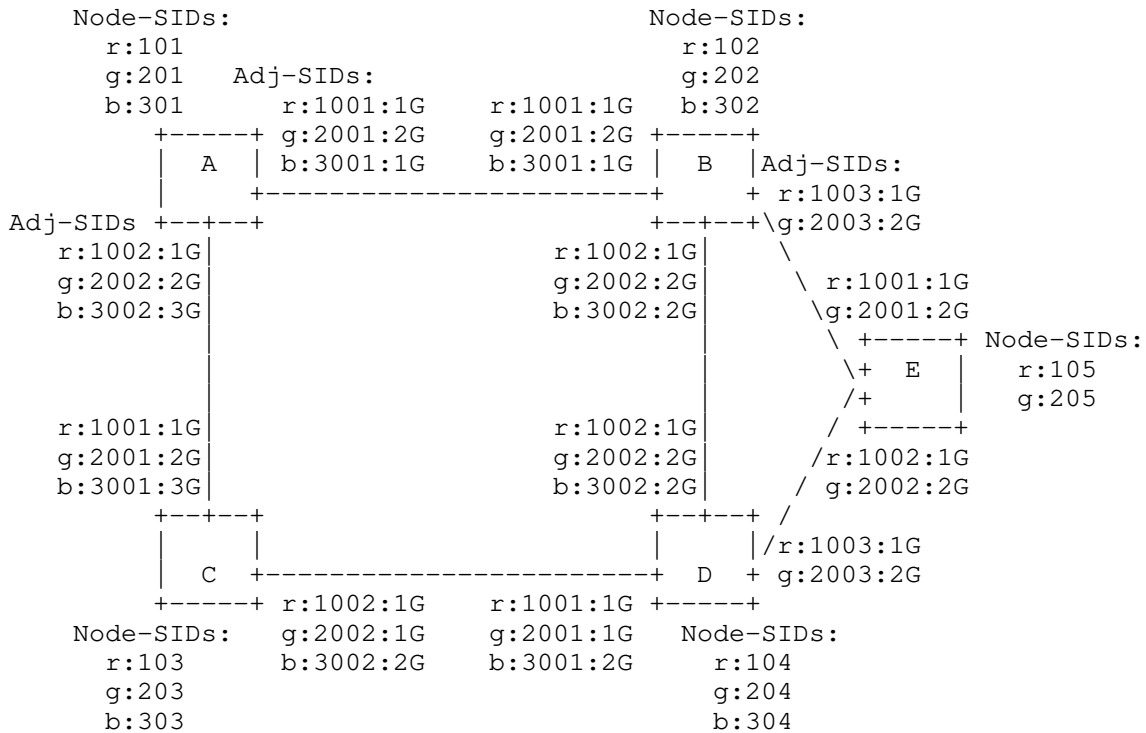 Node-SIDs: Node-SIDs:
r:101 r:102
g:201 Adj-SIDs: g:202
b:301 r:1001:1G r:1001:1G b:302
g:2001:2G g:2001:2G
A b:3001:1G b:3001:1G B Adj-SIDs:
r:1003:1G
Adj-SIDs g:2003:2G
r:1002:1G r:1002:1G
g:2002:2G g:2002:2G r:1001:1G
b:3002:3G b:3002:2G g:2001:2G
Node-SIDs:
E r:105
g:205
r:1001:1G r:1002:1G
g:2001:2G g:2002:2G r:1002:1G
b:3001:3G b:3002:2G g:2002:2G
r:1003:1G
C D g:2003:2G
r:1002:1G r:1001:1G
Node-SIDs: g:2002:1G g:2001:1G Node-SIDs:
r:103 b:3002:2G b:3001:2G r:104
g:203 g:204
b:303 b:304